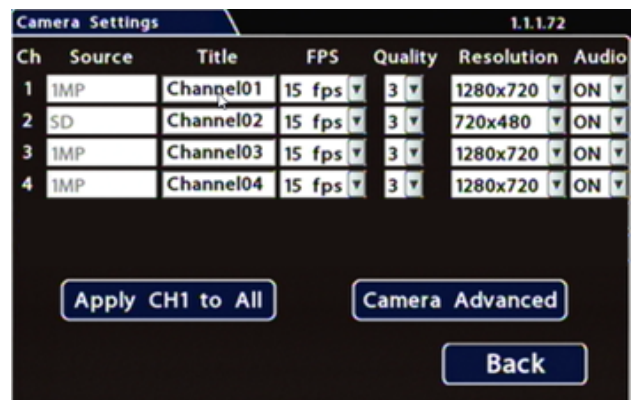 Camera Settings 1.1.1.72
Ch Source Title FPS Quality Resolution Audio
1 1MP Channel01 15 fps 3 1280x720 ON
2 SD Channel02 15 fps 3 720x480 ON
3 1MP Channel03 15 fps 3 1280x720 ON
4 1MP Channel04 15 fps 3 1280x720 ON
Apply CH1 to All Camera Advanced
Back